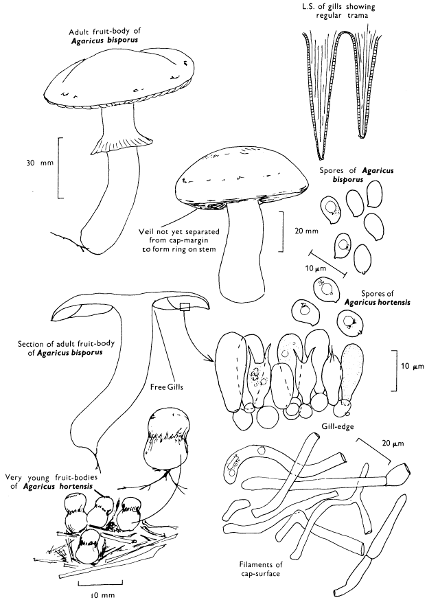 Adult fruit-body of
Agaricus bisporus
L.S. of gills showing
regular trama
30 mm
Spores of Agaricus
bisporus
Veil not yet separated
from cap-margin
to form ring on stem
20 mm
10 µm
Spores of
Agaricus hortensis
Section of adult fruit-body
of Agaricus bisporus
Free Gills
10 µm
Gill-edge
20 µm
Very young fruit-bodies
of Agaricus hortensis
Filaments of
cap-surface
10 mm